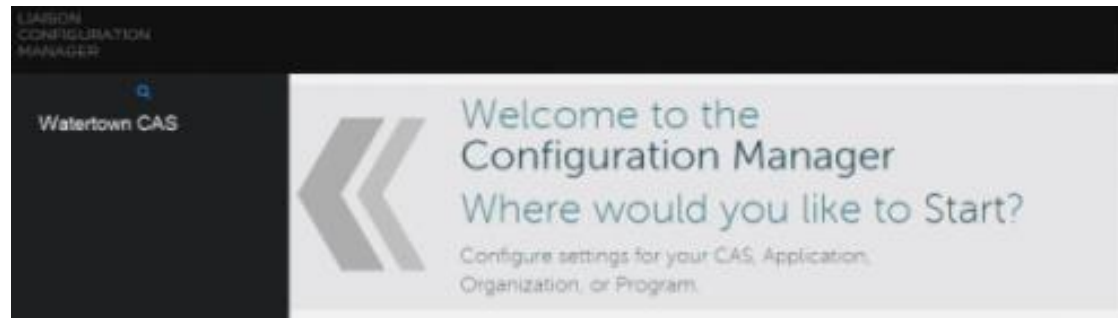 LIAISON
CONFIGURATION
MANAGER
Watertown CAS
Welcome to the
Configuration Manager
Where would you like to Start?
Configure settings for your CAS, Application,
Organization, or Program.